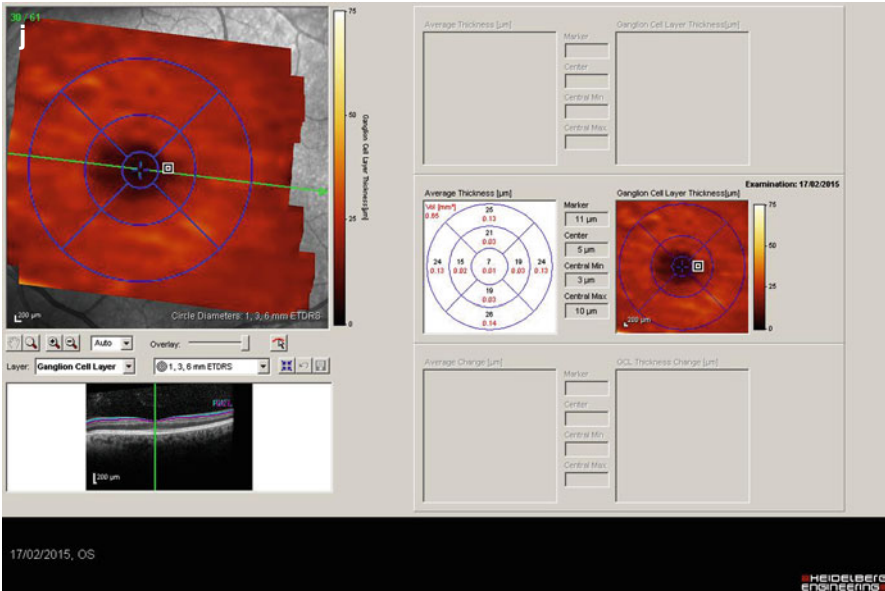 30 / 61
j
75
50
25
0
Ganglion Cell Layer Thickness [µm]
200 µm
Circle Diameters: 1, 3, 6 mm ETDRS
Auto
Overlay:
Layer: Ganglion Cell Layer
1, 3, 6 mm ETDRS
200 µm
Average Thickness [µm]
Marker
Center
Central Min
Central Max
Ganglion Cell Layer Thickness[µm]
Examination: 17/02/2015
Average Thickness [µm]
Vol [mm³]
0.65
25
0.13
21
0.03
24
0.13
15
0.02
7
0.01
19
0.03
24
0.13
19
0.03
26
0.14
Marker
11 µm
Center
5 µm
Central Min
3 µm
Central Max
10 µm
Ganglion Cell Layer Thickness[µm]
200 µm
75
50
25
0
Average Change [µm]
Marker
Center
Central Min
Central Max
GCL Thickness Change [µm]
17/02/2015, OS
HEIDELBERG
ENGINEERING